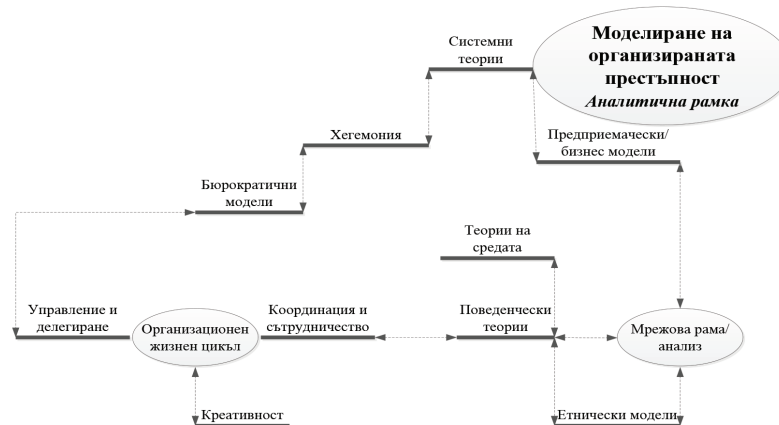 Моделиране на
организираната
престъпност
Аналитична рамка
Системни
теории
Хегемония
Предприемачески/
бизнес модели
Бюрократични
модели
Теории на
средата
Управление и
делегиране
Организационен
жизнен цикъл
Координация и
сътрудничество
Поведенчески
теории
Мрежова рама/
анализ
Креативност
Етнически модели